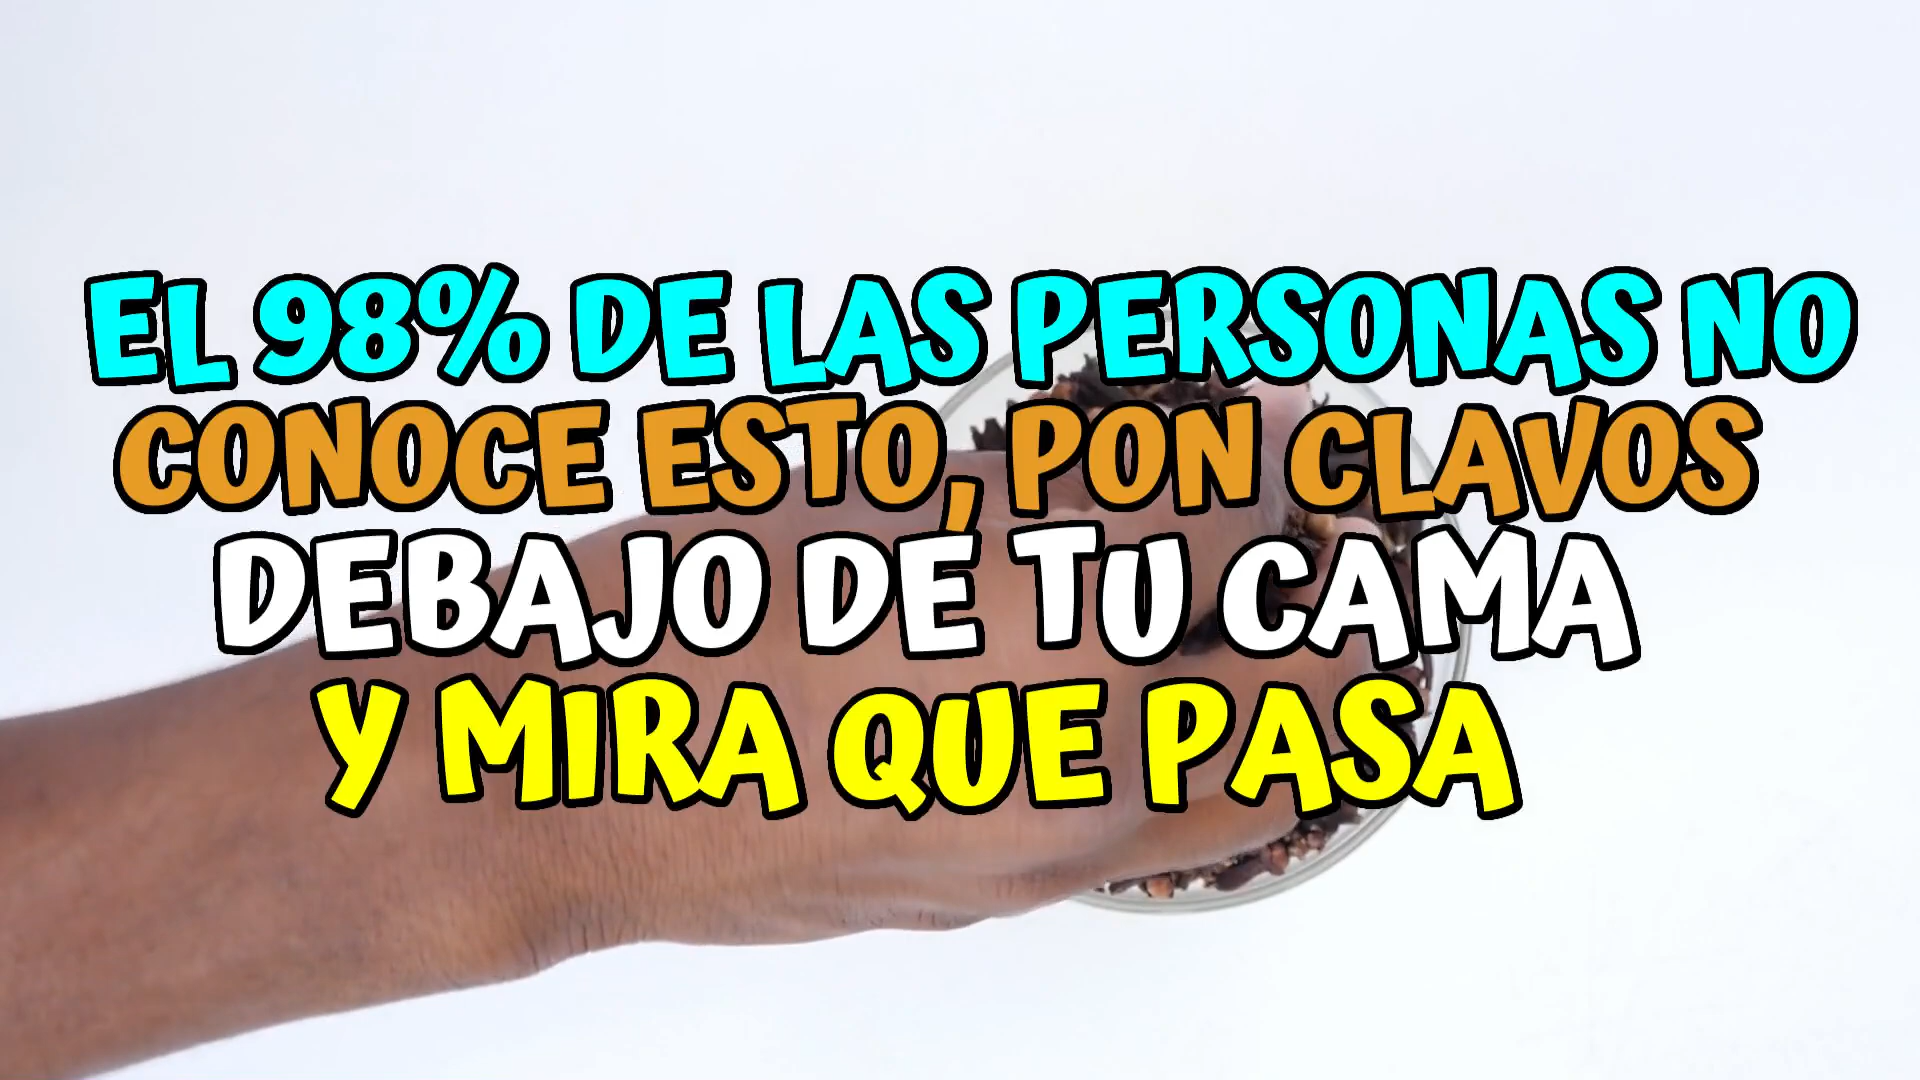 EL 98% DE LAS PERSONAS NO
CONOCE ESTO, PON CLAVOS
DEBAJO DE TU CAMA
Y MIRA QUE PASA